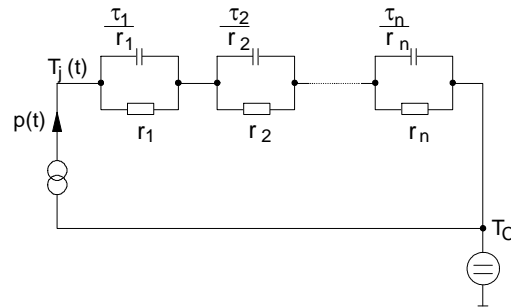 τ1/r1 τ2/r2 τn/rn
Tj(t)
r1 r2 rn
p(t)
TC